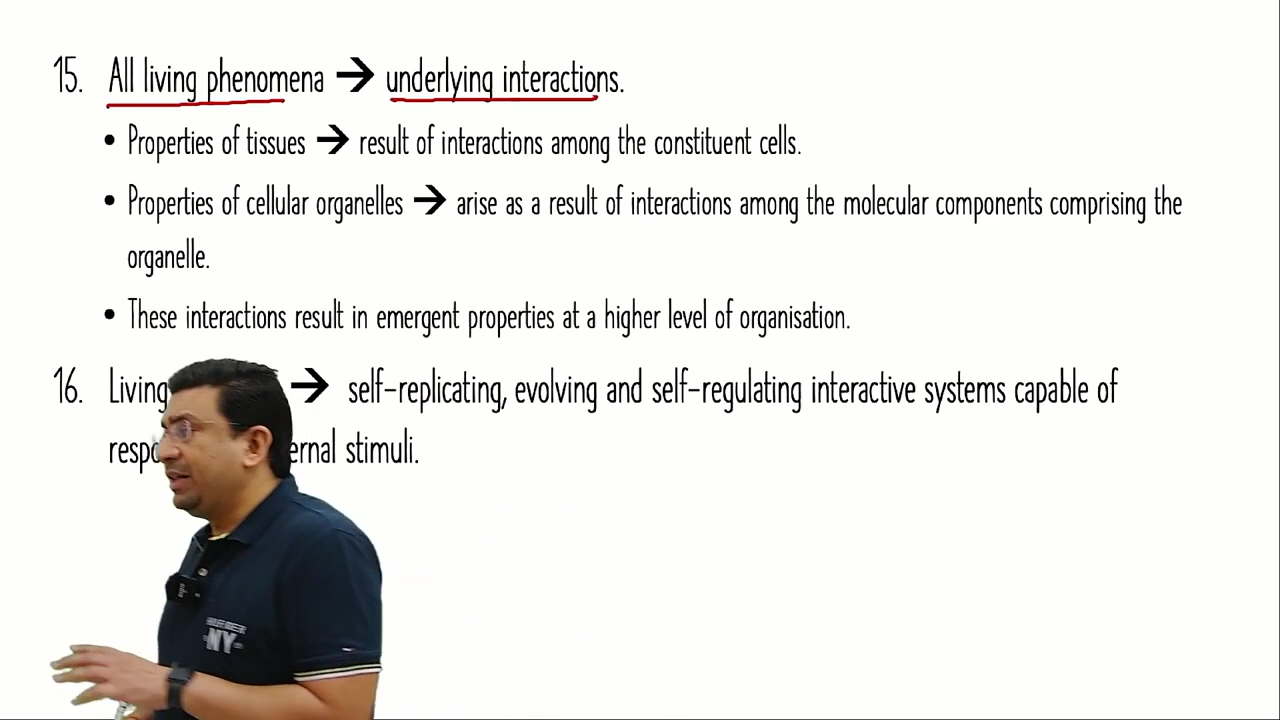 15. All living phenomena → underlying interactions.
• Properties of tissues → result of interactions among the constituent cells.
• Properties of cellular organelles → arise as a result of interactions among the molecular components comprising the
organelle.
• These interactions result in emergent properties at a higher level of organisation.
16. Living → self-replicating, evolving and self-regulating interactive systems capable of
stimuli.
NY